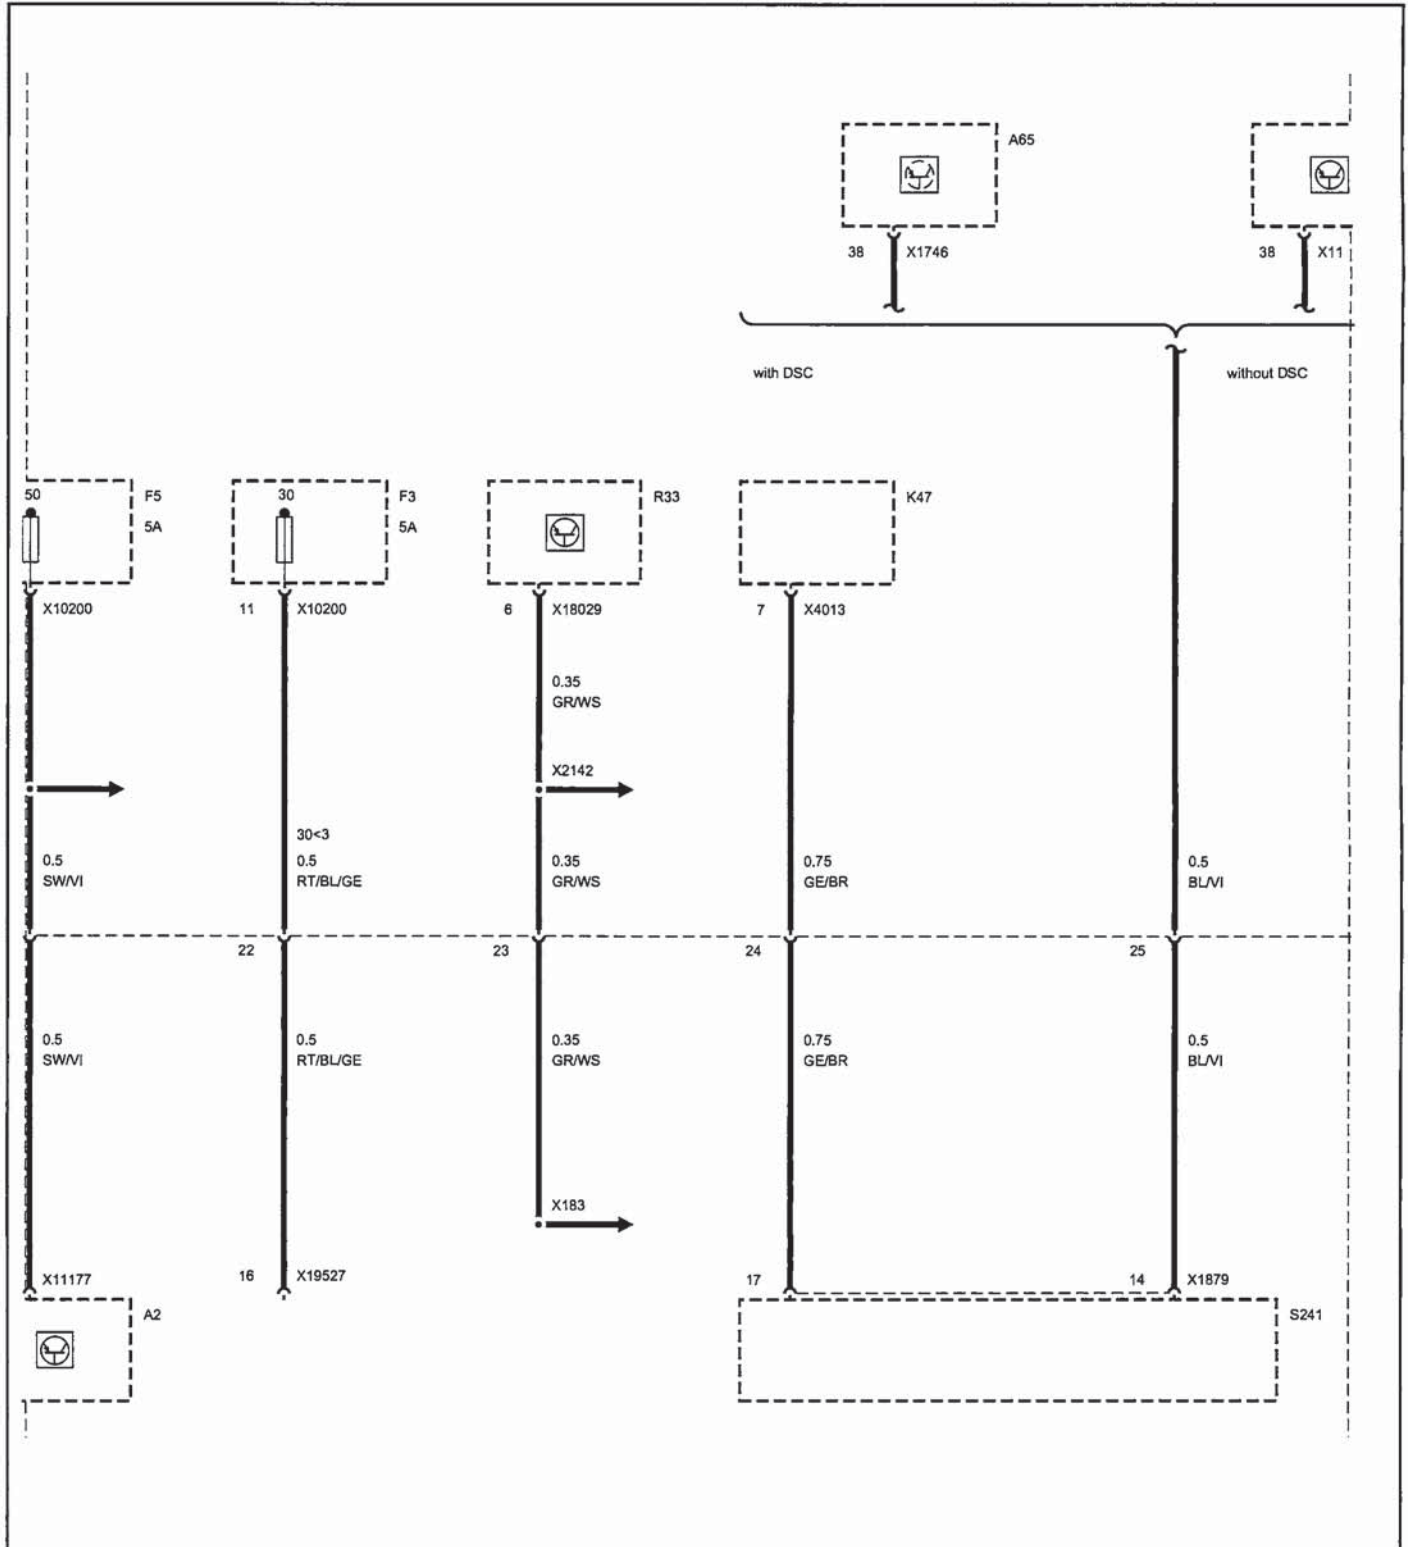 A65
38 X1746
38 X11
with DSC
without DSC
50 F5
5A
30 F3
5A
R33
K47
X10200
11 X10200
6 X18029
7 X4013
0.35
GR/WS
X2142
30<3
0.5
SW/VI
0.5
RT/BL/GE
0.35
GR/WS
0.75
GE/BR
0.5
BL/VI
22
23
24
25
0.5
SW/VI
0.5
RT/BL/GE
0.35
GR/WS
0.75
GE/BR
0.5
BL/VI
X183
X11177
16 X19527
17
14 X1879
A2
S241